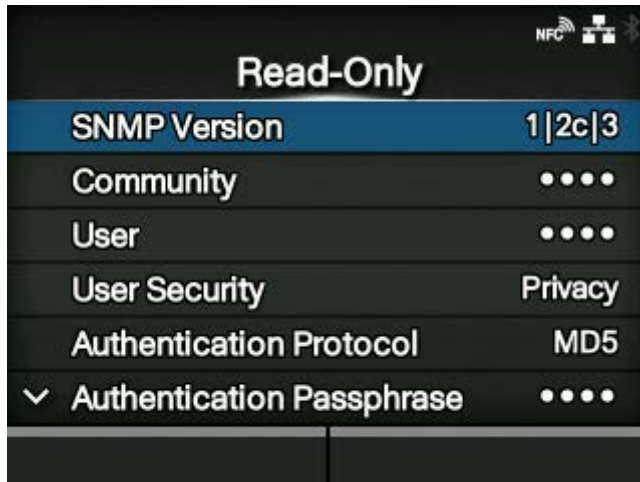 NFC
Read-Only
SNMP Version 1|2c|3
Community ••••
User ••••
User Security Privacy
Authentication Protocol MD5
Authentication Passphrase ••••